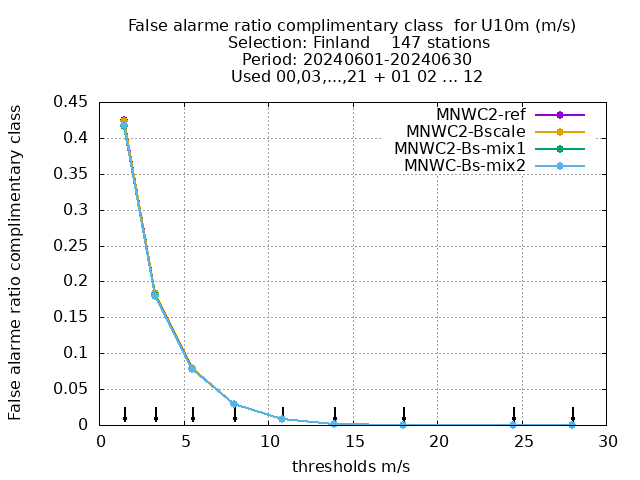 False alarme ratio complimentary class  for U10m (m/s)
Selection: Finland    147 stations
Period: 20240601-20240630
Used 00,03,...,21 + 01 02 ... 12
False alarme ratio complimentary class
0.45
0.4
0.35
0.3
0.25
0.2
0.15
0.1
0.05
0
MNWC2-ref
MNWC2-Bscale
MNWC2-Bs-mix1
MNWC-Bs-mix2
0 5 10 15 20 25 30
thresholds m/s